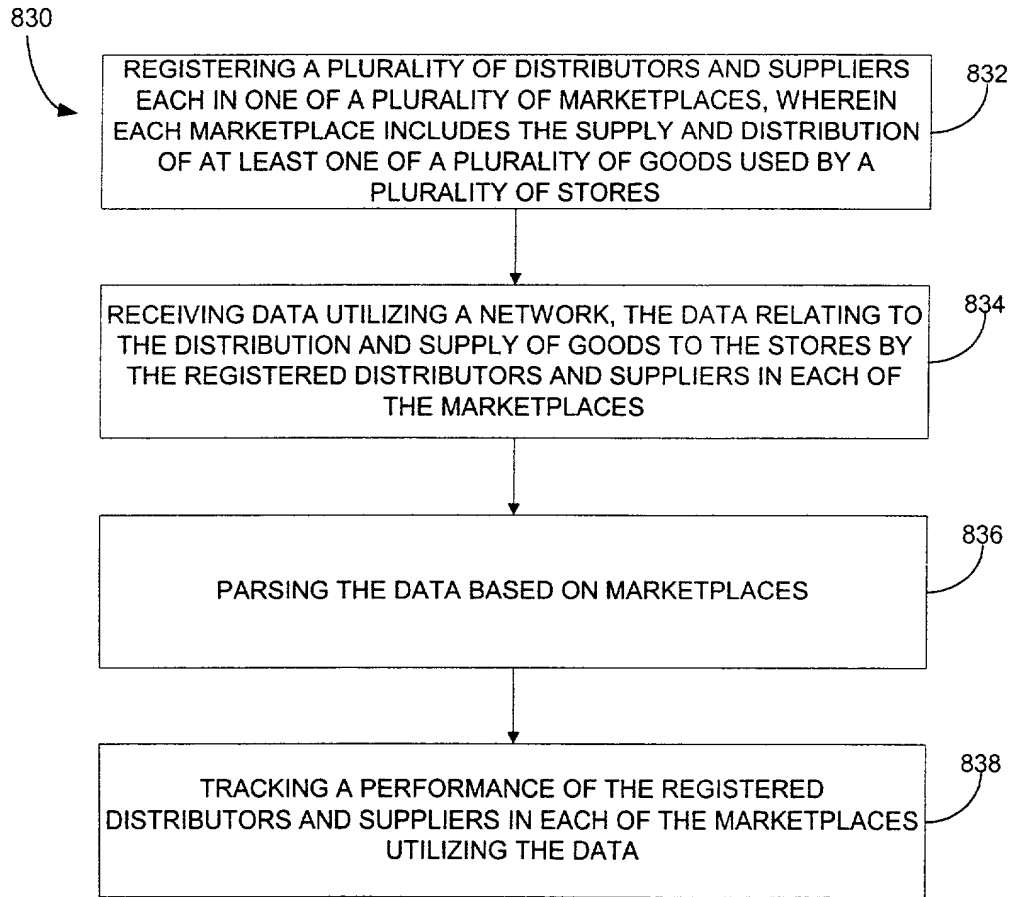 830
REGISTERING A PLURALITY OF DISTRIBUTORS AND SUPPLIERS
EACH IN ONE OF A PLURALITY OF MARKETPLACES, WHEREIN
EACH MARKETPLACE INCLUDES THE SUPPLY AND DISTRIBUTION
OF AT LEAST ONE OF A PLURALITY OF GOODS USED BY A
PLURALITY OF STORES
832
RECEIVING DATA UTILIZING A NETWORK, THE DATA RELATING TO
THE DISTRIBUTION AND SUPPLY OF GOODS TO THE STORES BY
THE REGISTERED DISTRIBUTORS AND SUPPLIERS IN EACH OF
THE MARKETPLACES
834
PARSING THE DATA BASED ON MARKETPLACES
836
TRACKING A PERFORMANCE OF THE REGISTERED
DISTRIBUTORS AND SUPPLIERS IN EACH OF THE MARKETPLACES
UTILIZING THE DATA
838